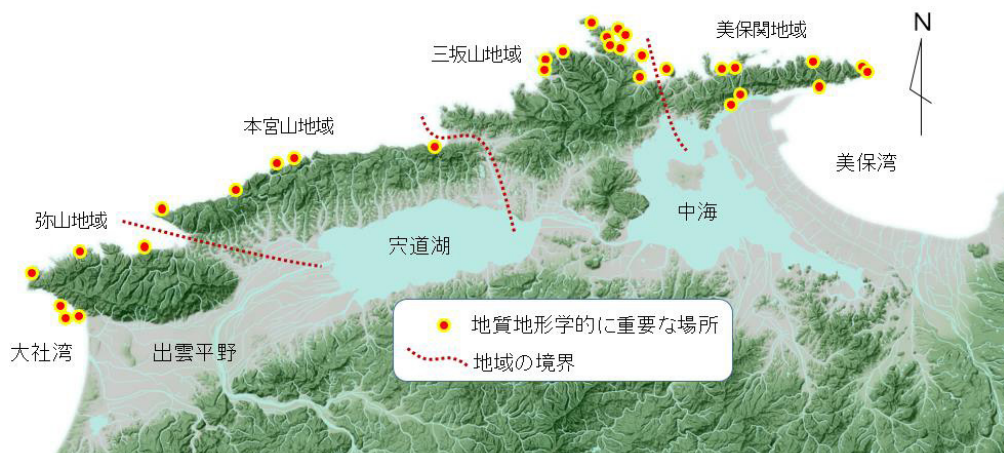 N
美保関地域
三坂山地域
本宮山地域
美保湾
弥山地域
中海
宍道湖
地質地形学的に重要な場所
大社湾
出雲平野
地域の境界